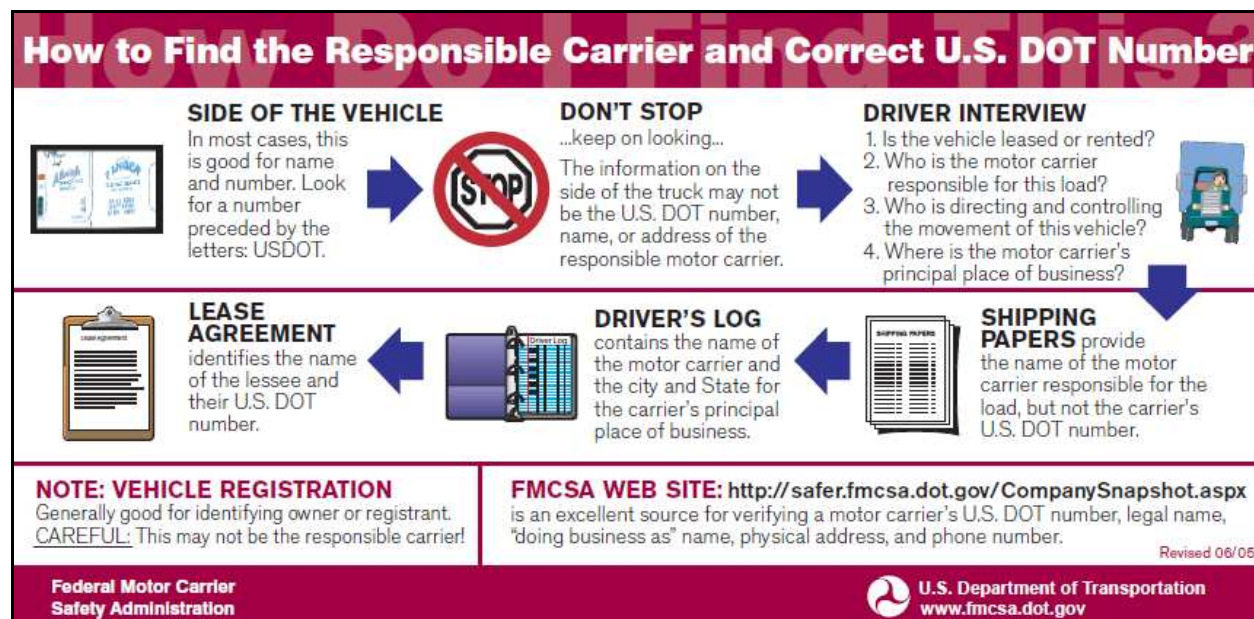 How to Find the Responsible Carrier and Correct U.S. DOT Number
SIDE OF THE VEHICLE
In most cases, this
is good for name
and number. Look
for a number
preceded by the
letters: USDOT.
STOP
DON'T STOP
...keep on looking...
The information on the
side of the truck may not
be the U.S. DOT number,
name, or address of the
responsible motor carrier.
DRIVER INTERVIEW
1. Is the vehicle leased or rented?
2. Who is the motor carrier
responsible for this load?
3. Who is directing and controlling
the movement of this vehicle?
4. Where is the motor carrier's
principal place of business?
Lease Agreement
LEASE
AGREEMENT
identifies the name
of the lessee and
their U.S. DOT
number.
Driver Log
DRIVER'S LOG
contains the name of
the motor carrier and
the city and State for
the carrier's principal
place of business.
SHIPPING PAPERS
SHIPPING
PAPERS provide
the name of the motor
carrier responsible for the
load, but not the carrier's
U.S. DOT number.
NOTE: VEHICLE REGISTRATION
Generally good for identifying owner or registrant.
CAREFUL: This may not be the responsible carrier!
FMCSA WEB SITE: http://safer.fmcsa.dot.gov/CompanySnapshot.aspx
is an excellent source for verifying a motor carrier's U.S. DOT number, legal name,
"doing business as" name, physical address, and phone number.
Revised 06/06
Federal Motor Carrier
Safety Administration
U.S. Department of Transportation
www.fmcsa.dot.gov